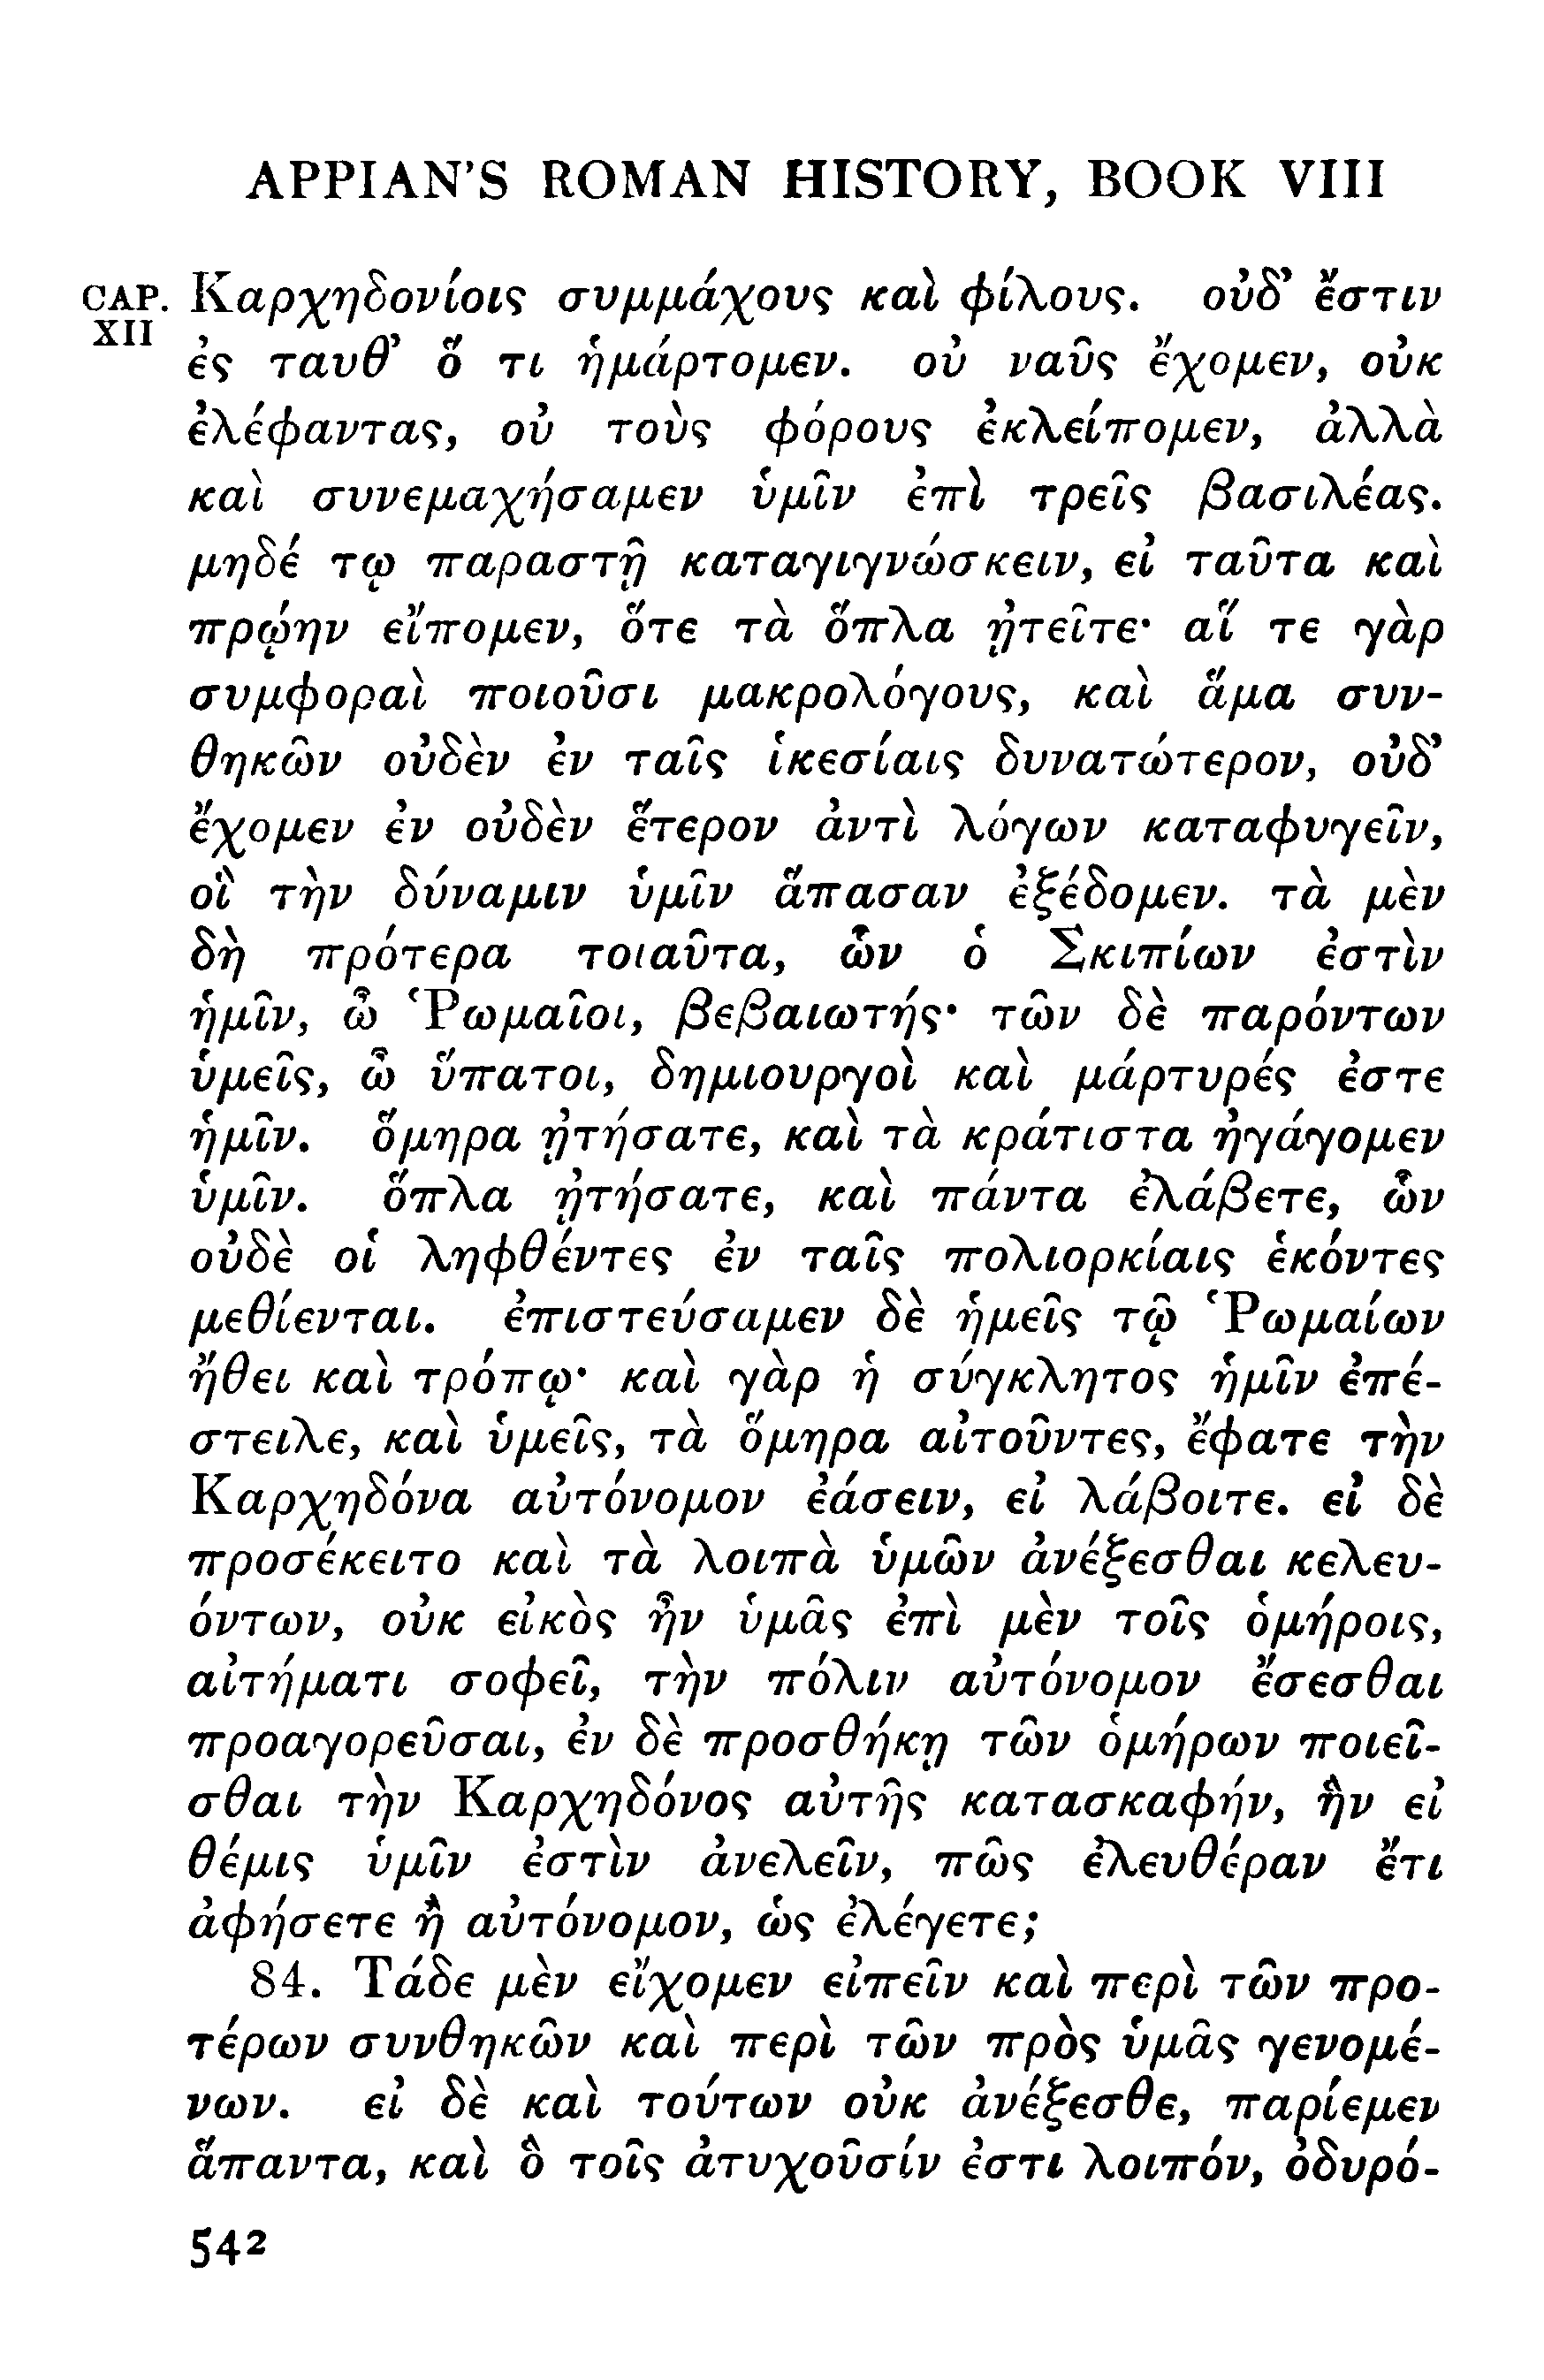 APPIAN'S ROMAN HISTORY, BOOK VIII
CAP. XII
Καρχηδονίοις συμμάχους καὶ φίλους. οὐδ' ἔστιν
ἐς ταυθ' ὅ τι ἡμάρτομεν. οὐ ναῦς ἔχομεν, οὐκ
ἐλέφαντας, οὐ τοὺς φόρους ἐκλείπομεν, ἀλλὰ
καὶ συνεμαχήσαμεν ὑμῖν ἐπὶ τρεῖς βασιλέας.
μηδέ τῳ παραστῇ καταγιγνώσκειν, εἰ ταῦτα καὶ
πρῴην εἴπομεν, ὅτε τὰ ὅπλα ᾐτεῖτε· αἵ τε γὰρ
συμφοραὶ ποιοῦσι μακρολόγους, καὶ ἅμα συν-
θηκῶν οὐδὲν ἐν ταῖς ἱκεσίαις δυνατώτερον, οὐδ'
ἔχομεν ἐν οὐδὲν ἕτερον ἀντὶ λόγων καταφυγεῖν,
οἳ τὴν δύναμιν ὑμῖν ἅπασαν ἐξέδομεν. τὰ μὲν
δὴ πρότερα τοιαῦτα, ὧν ὁ Σκιπίων ἐστὶν
ἡμῖν, ὦ Ῥωμαῖοι, βεβαιωτής· τῶν δὲ παρόντων
ὑμεῖς, ὦ ὕπατοι, δημιουργοὶ καὶ μάρτυρές ἐστε
ἡμῖν. ὅμηρα ᾐτήσατε, καὶ τὰ κράτιστα ἠγάγομεν
ὑμῖν. ὅπλα ᾐτήσατε, καὶ πάντα ἐλάβετε, ὧν
οὐδὲ οἱ ληφθέντες ἐν ταῖς πολιορκίαις ἑκόντες
μεθίενται. ἐπιστεύσαμεν δὲ ἡμεῖς τῷ Ῥωμαίων
ἤθει καὶ τρόπῳ· καὶ γὰρ ἡ σύγκλητος ἡμῖν ἐπέ-
στειλε, καὶ ὑμεῖς, τὰ ὅμηρα αἰτοῦντες, ἔφατε τὴν
Καρχηδόνα αὐτόνομον ἐάσειν, εἰ λάβοιτε. εἰ δὲ
προσέκειτο καὶ τὰ λοιπὰ ὑμῶν ἀνέξεσθαι κελευ-
όντων, οὐκ εἰκὸς ἦν ὑμᾶς ἐπὶ μὲν τοῖς ὁμήροις,
αἰτήματι σοφεῖ, τὴν πόλιν αὐτόνομον ἔσεσθαι
προαγορεῦσαι, ἐν δὲ προσθήκῃ τῶν ὁμήρων ποιεῖ-
σθαι τὴν Καρχηδόνος αὐτῆς κατασκαφήν, ἣν εἰ
θέμις ὑμῖν ἐστὶν ἀνελεῖν, πῶς ἐλευθέραν ἔτι
ἀφήσετε ἢ αὐτόνομον, ὡς ἐλέγετε;
84. Τάδε μὲν εἴχομεν εἰπεῖν καὶ περὶ τῶν προ-
τέρων συνθηκῶν καὶ περὶ τῶν πρὸς ὑμᾶς γενομέ-
νων. εἰ δὲ καὶ τούτων οὐκ ἀνέξεσθε, παρίεμεν
ἅπαντα, καὶ ὃ τοῖς ἀτυχοῦσίν ἐστι λοιπόν, ὀδυρό-
542